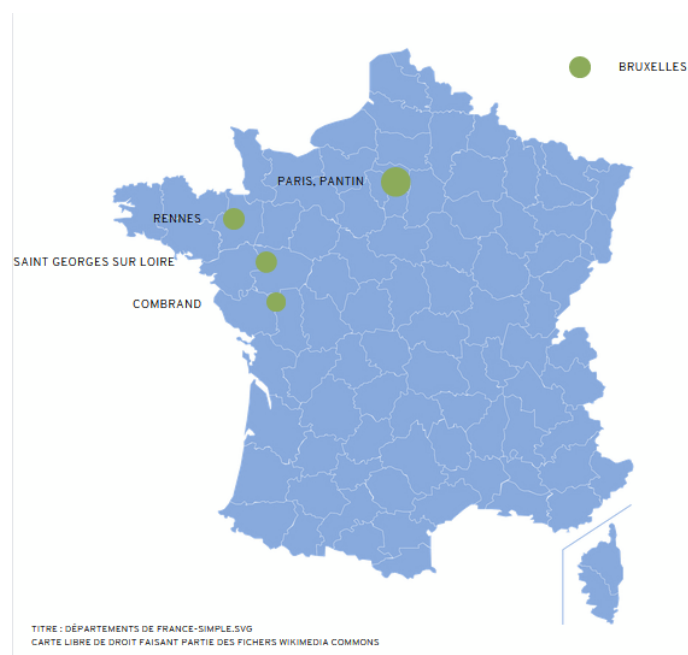 BRUXELLES
PARIS, PANTIN
RENNES
SAINT GEORGES SUR LOIRE
COMBRAND
TITRE : DÉPARTEMENTS DE FRANCE-SIMPLE.SVG
CARTE LIBRE DE DROIT FAISANT PARTIE DES FICHIERS WIKIMEDIA COMMONS